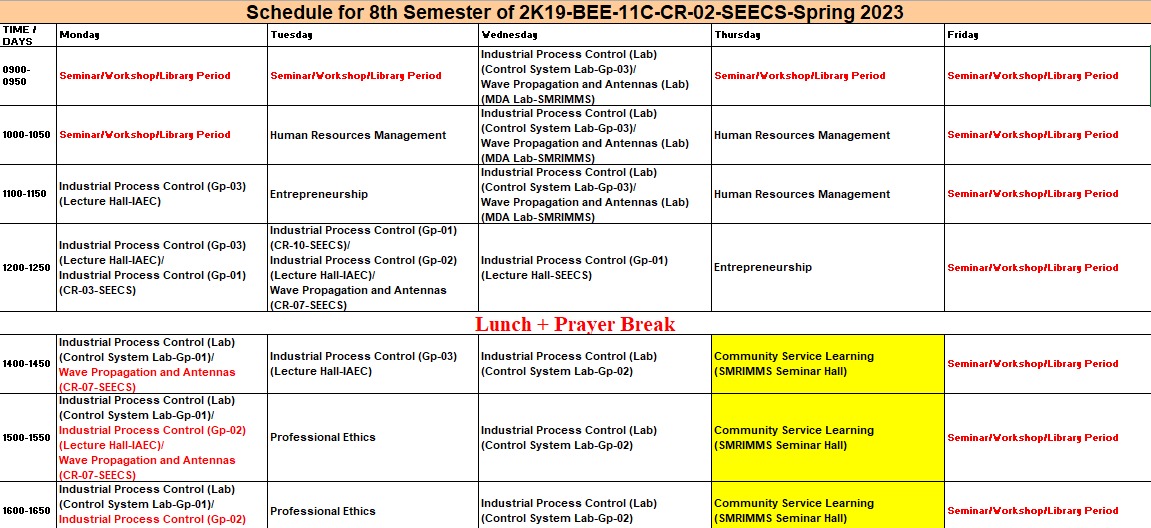 Schedule for 8th Semester of 2K19-BEE-11C-CR-02-SEECS-Spring 2023
TIME / DAYS
Monday
Tuesday
Wednesday
Thursday
Friday
0900-
0950
Seminar/Workshop/Library Period
Seminar/Workshop/Library Period
Industrial Process Control (Lab)
(Control System Lab-Gp-03)/
Wave Propagation and Antennas (Lab)
(MDA Lab-SMRIMMS)
Seminar/Workshop/Library Period
Seminar/Workshop/Library Period
1000-1050
Seminar/Workshop/Library Period
Human Resources Management
Industrial Process Control (Lab)
(Control System Lab-Gp-03)/
Wave Propagation and Antennas (Lab)
(MDA Lab-SMRIMMS)
Human Resources Management
Seminar/Workshop/Library Period
1100-1150
Industrial Process Control (Gp-03)
(Lecture Hall-IAEC)
Entrepreneurship
Industrial Process Control (Lab)
(Control System Lab-Gp-03)/
Wave Propagation and Antennas (Lab)
(MDA Lab-SMRIMMS)
Human Resources Management
Seminar/Workshop/Library Period
1200-1250
Industrial Process Control (Gp-03)
(Lecture Hall-IAEC)/
Industrial Process Control (Gp-01)
(CR-03-SEECS)
Industrial Process Control (Gp-01)
(CR-10-SEECS)/
Industrial Process Control (Gp-02)
(Lecture Hall-IAEC)/
Wave Propagation and Antennas
(CR-07-SEECS)
Industrial Process Control (Gp-01)
(Lecture Hall-SEECS)
Entrepreneurship
Seminar/Workshop/Library Period
Lunch + Prayer Break
1400-1450
Industrial Process Control (Lab)
(Control System Lab-Gp-01)/
Wave Propagation and Antennas
(CR-07-SEECS)
Industrial Process Control (Gp-03)
(Lecture Hall-IAEC)
Industrial Process Control (Lab)
(Control System Lab-Gp-02)
Community Service Learning
(SMRIMMS Seminar Hall)
Seminar/Workshop/Library Period
1500-1550
Industrial Process Control (Lab)
(Control System Lab-Gp-01)/
Industrial Process Control (Gp-02)
(Lecture Hall-IAEC)/
Wave Propagation and Antennas
(CR-07-SEECS)
Professional Ethics
Industrial Process Control (Lab)
(Control System Lab-Gp-02)
Community Service Learning
(SMRIMMS Seminar Hall)
Seminar/Workshop/Library Period
1600-1650
Industrial Process Control (Lab)
(Control System Lab-Gp-01)/
Industrial Process Control (Gp-02)
Professional Ethics
Industrial Process Control (Lab)
(Control System Lab-Gp-02)
Community Service Learning
(SMRIMMS Seminar Hall)
Seminar/Workshop/Library Period